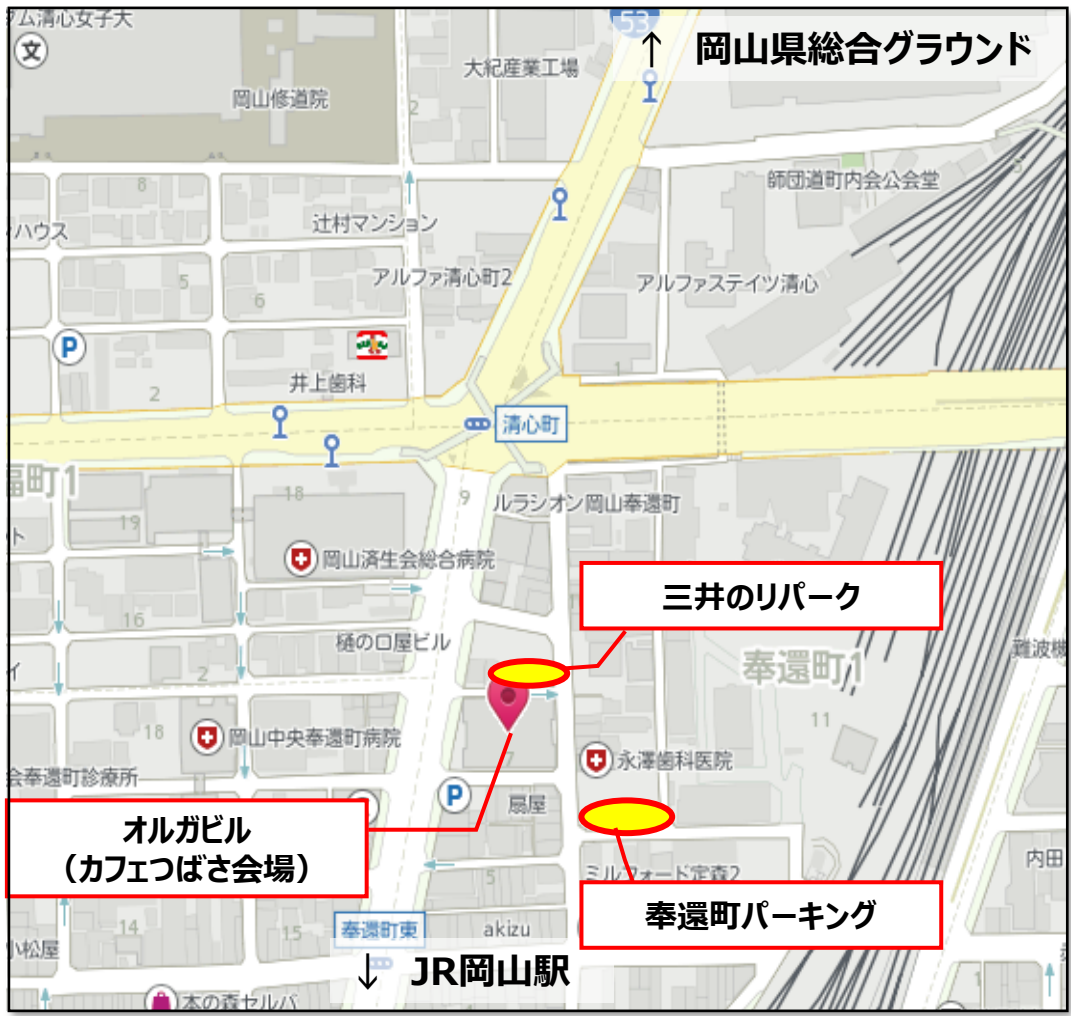 ム清心女子大
文
53
↑ 岡山県総合グラウンド
大紀産業工場
岡山修道院
2
師団道町内会公会堂
8
辻村マンション
ハウス
アルファ清心町2
アルファステイツ清心
5
6
P
井上歯科
1
2
清心町
福町1
18
9
ルラシオン岡山奉還町
19
ト
岡山済生会総合病院
三井のリパーク
16
樋の口屋ビル
イ
2
奉還町1
難波機
18
岡山中央奉還町病院
11
永澤歯科医院
会奉還町診療所
P
扇屋
オルガビル
（カフェつばさ会場）
ミルフォード定森2
内田
5
奉還町パーキング
14
15
奉還町東
akizu
小松屋
↓ JR岡山駅
本の森セルバ
1